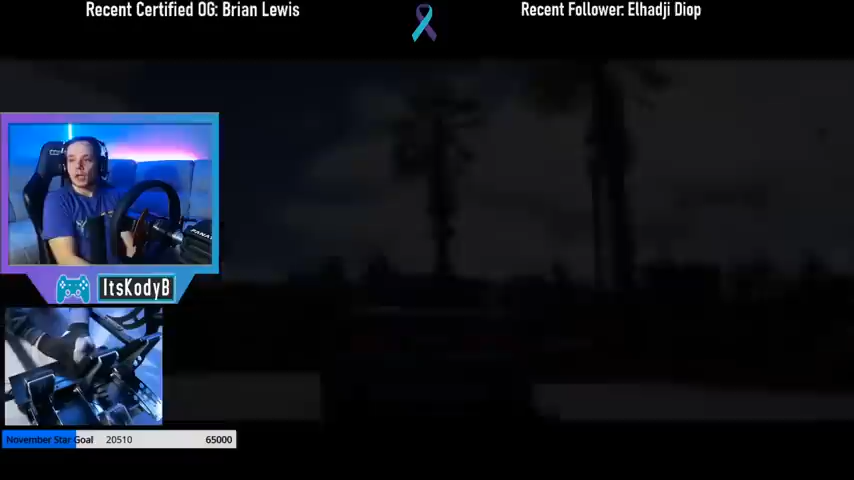 Recent Certified OG: Brian Lewis
Recent Follower: Elhadji Diop
ItsKodyB
November Star Goal 20510 65000